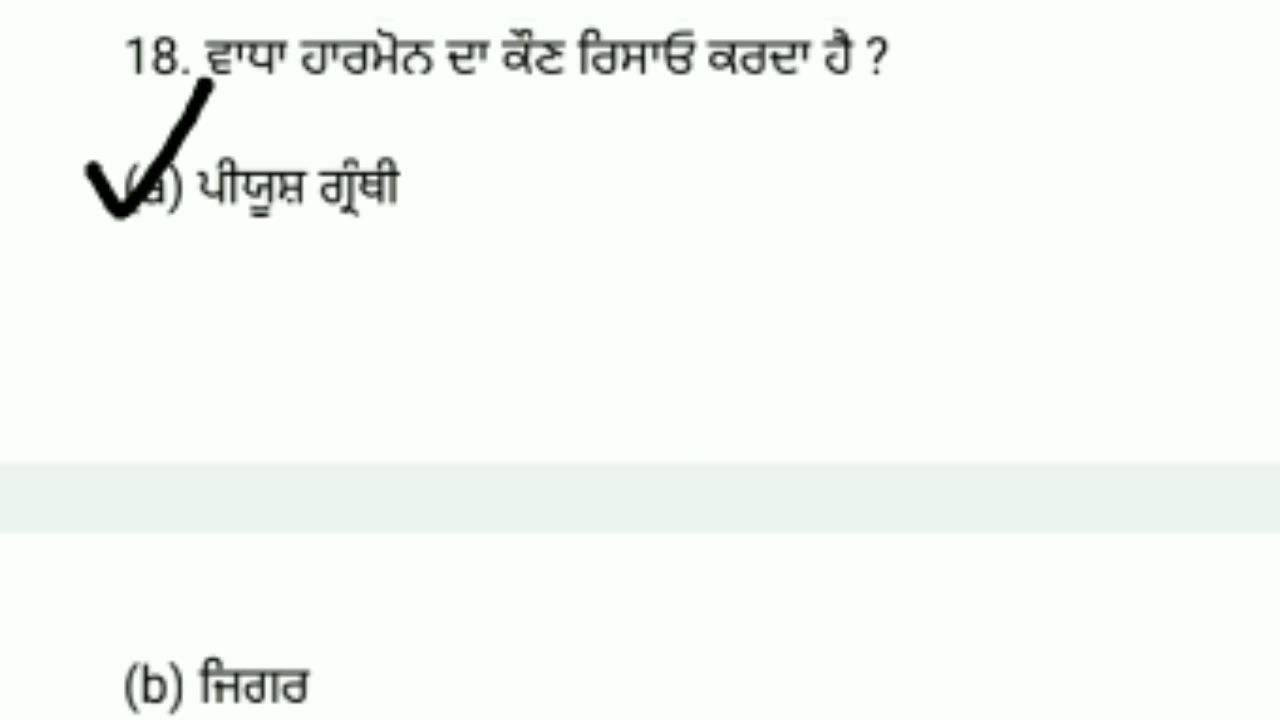 18. ਵਾਧਾ ਹਾਰਮੋਨ ਦਾ ਕੌਣ ਰਿਸਾਓ ਕਰਦਾ ਹੈ ?
(a) ਪੀਯੂਸ਼ ਗ੍ਰੰਥੀ
(b) ਜਿਗਰ